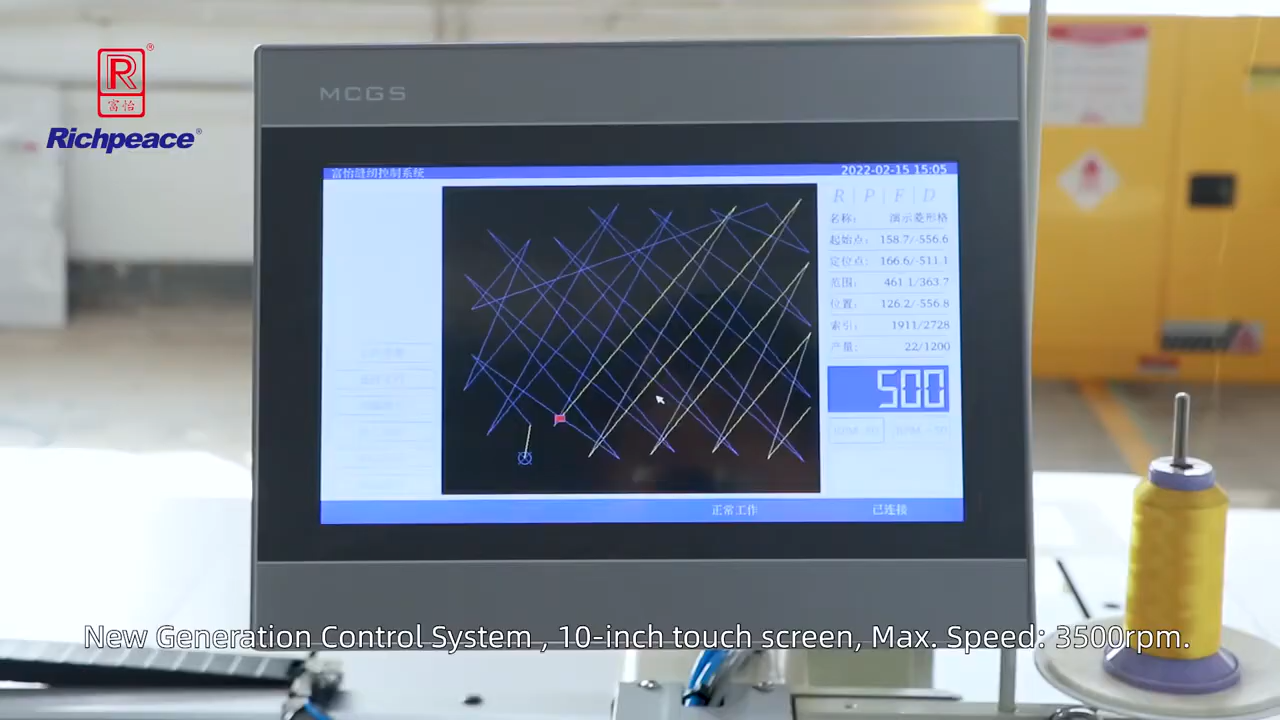 R
富怡
Richpeace
MCGS
富怡缝纫控制系统
2022-02-15 15:05
R | P | F | D
名称: 演示菱形格
起始点: 158.7/-556.6
定位点: 166.6/-511.1
范围: 461.1/363.7
位置: 126.2/-556.8
索引: 1911/2728
产量: 22/1200
500
正常工作
已连接
New Generation Control System , 10-inch touch screen, Max. Speed: 3500rpm.